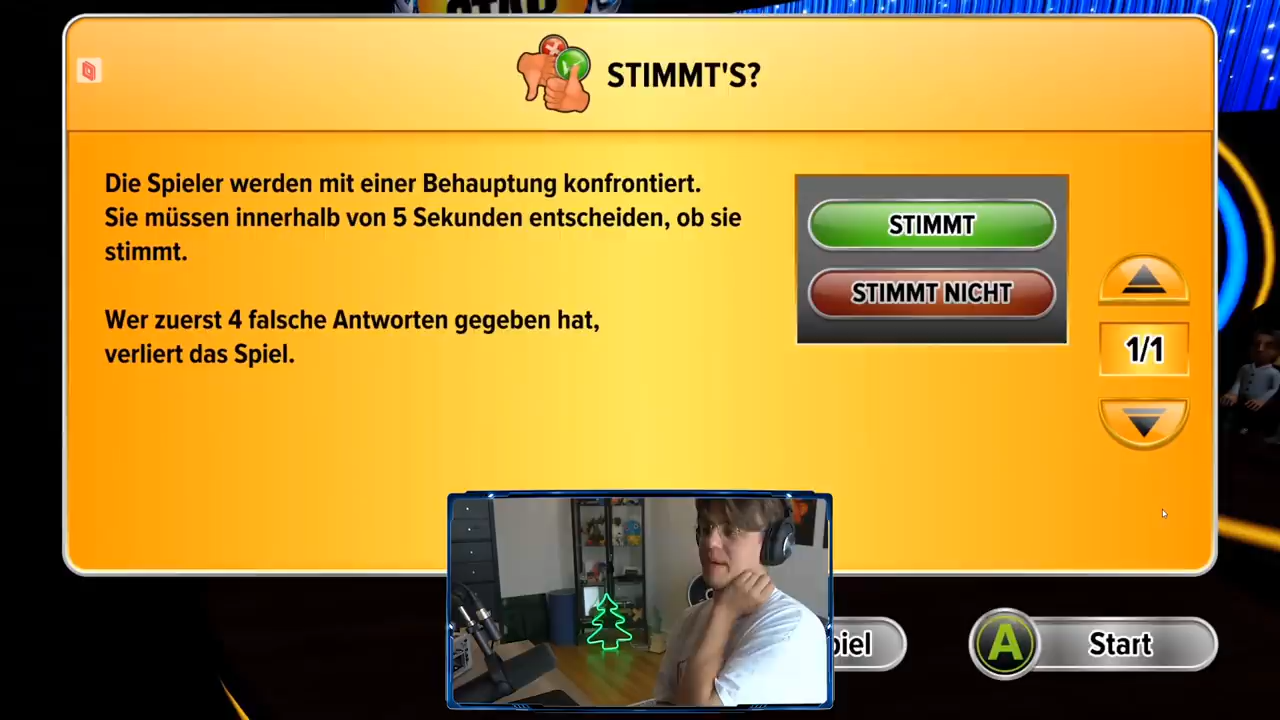 STIMMT'S?
Die Spieler werden mit einer Behauptung konfrontiert.
Sie müssen innerhalb von 5 Sekunden entscheiden, ob sie
stimmt.
Wer zuerst 4 falsche Antworten gegeben hat,
verliert das Spiel.
STIMMT
STIMMT NICHT
1/1
A
Start